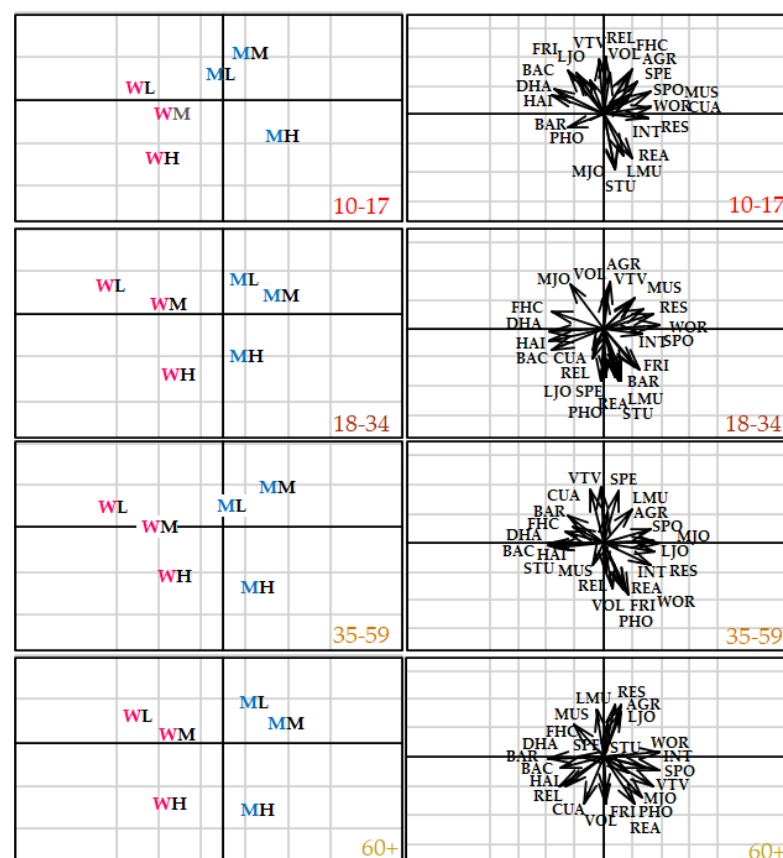 MM
ML
WL
WM
MH
WH
10-17
REL
VTV
FHC
FRI
LJO
VOL
AGR
BAC
SPE
DHA
SPO MUS
HAI
WOR CUA
BAR
INT RES
PHO
REA
MJO
LMU
STU
10-17
WL
ML
WM
MM
MH
WH
18-34
AGR
MJO
VOL
VTV
MUS
FHC
RES
DHA
WOR
HAI
INT SPO
BAC CUA
FRI
REL
BAR
LJO SPE
LMU
REA
PHO
STU
18-34
MM
WL
ML
WM
WH
MH
35-59
VTV SPE
CUA
LMU
BAR
AGR
FHC
SPO
DHA
MJO
BAC HAI
LJO
STU MUS
INT RES
REL
REA
VOL FRI WOR
PHO
35-59
ML
WL
MM
WM
WH
MH
60+
RES
LMU
AGR
MUS
LJO
FHC
DHA
SPE
STU
WOR
BAR
INT
BAC
SPO
HAI
VTV
REL
MJO
CUA
FRI PHO
VOL
REA
60+